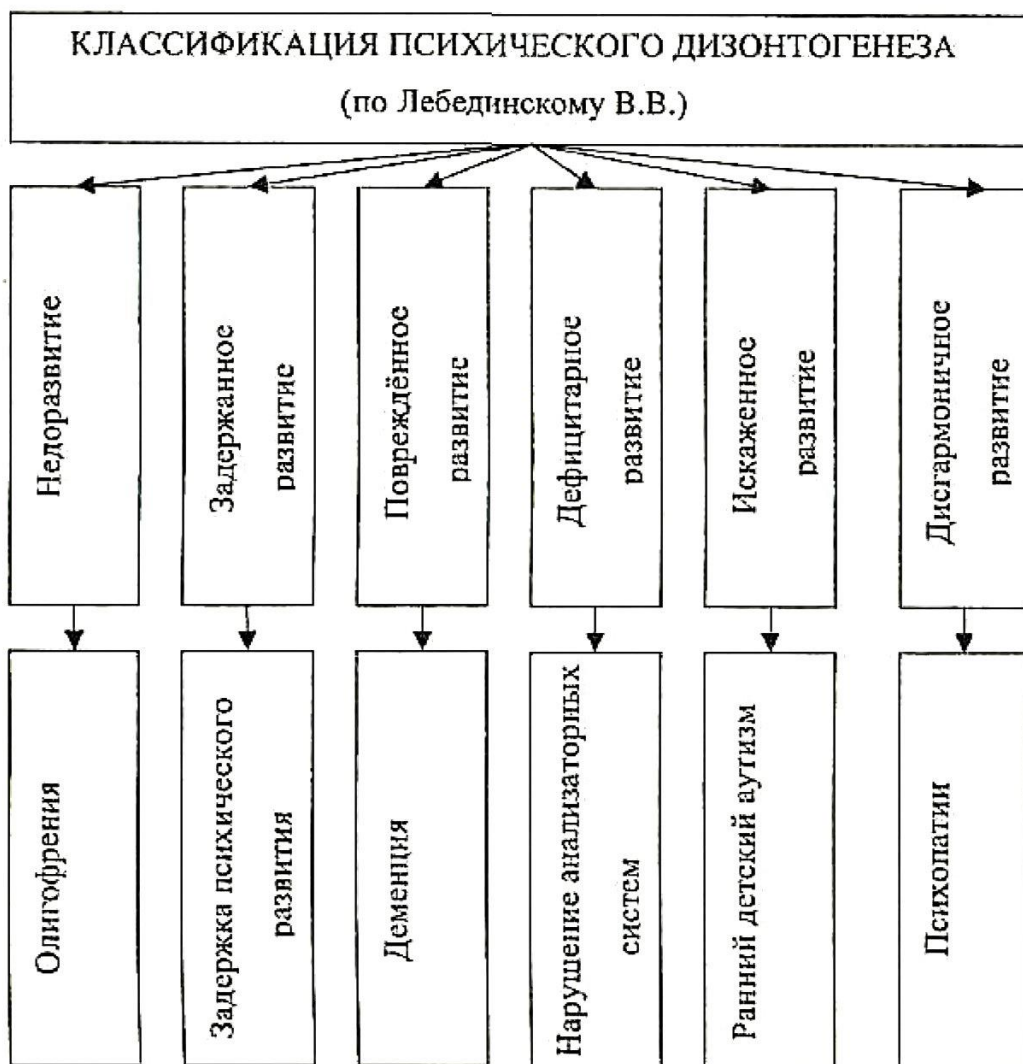 КЛАССИФИКАЦИЯ ПСИХИЧЕСКОГО ДИЗОНТОГЕНЕЗА
(по Лебединскому В.В.)
Недоразвитие
Задержанное
развитие
Повреждённое
развитие
Дефицитарное
развитие
Искаженное
развитие
Дисгармоничное
развитие
Олигофрения
Задержка психического
развития
Деменция
Нарушение анализаторных
систем
Ранний детский аутизм
Психопатии